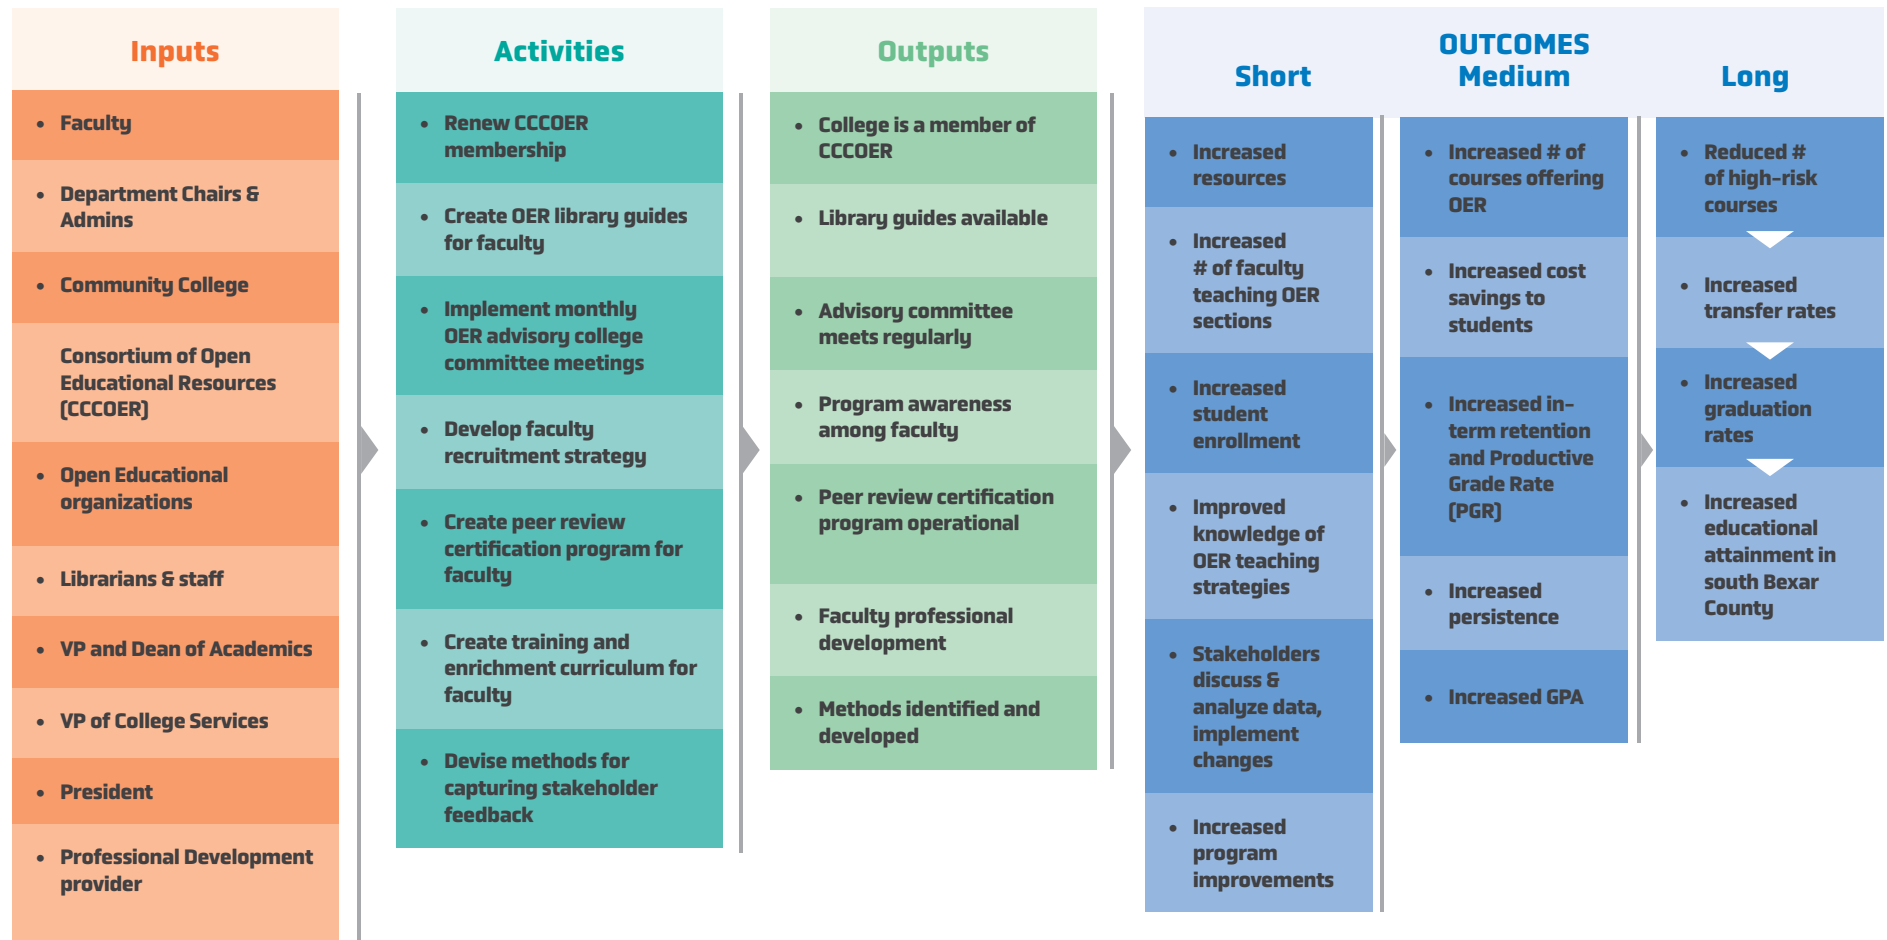 Inputs
• Faculty
• Department Chairs &
Admins
• Community College
Consortium of Open
Educational Resources
(CCCOER)
• Open Educational
organizations
• Librarians & staff
• VP and Dean of Academics
• VP of College Services
• President
• Professional Development
provider
Activities
• Renew CCCOER
membership
• Create OER library guides
for faculty
• Implement monthly
OER advisory college
committee meetings
• Develop faculty
recruitment strategy
• Create peer review
certification program for
faculty
• Create training and
enrichment curriculum for
faculty
• Devise methods for
capturing stakeholder
feedback
Outputs
• College is a member of
CCCOER
• Library guides available
• Advisory committee
meets regularly
• Program awareness
among faculty
• Peer review certification
program operational
• Faculty professional
development
• Methods identified and
developed
OUTCOMES
Short
• Increased
resources
• Increased
# of faculty
teaching OER
sections
• Increased
student
enrollment
• Improved
knowledge of
OER teaching
strategies
• Stakeholders
discuss &
analyze data,
implement
changes
• Increased
program
improvements
Medium
• Increased # of
courses offering
OER
• Increased cost
savings to
students
• Increased in-
term retention
and Productive
Grade Rate
(PGR)
• Increased
persistence
• Increased GPA
Long
• Reduced #
of high-risk
courses
• Increased
transfer rates
• Increased
graduation
rates
• Increased
educational
attainment in
south Bexar
County